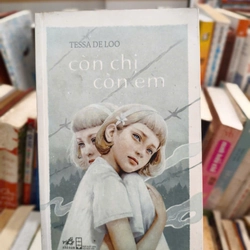 TESSA DE LOO
còn chị
còn em